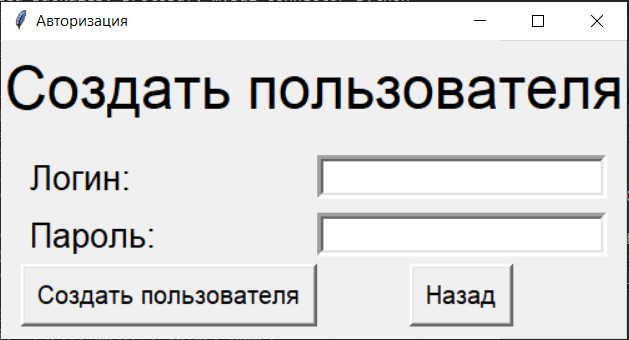 Авторизация
Создать пользователя
Логин:
Пароль:
Создать пользователя Назад